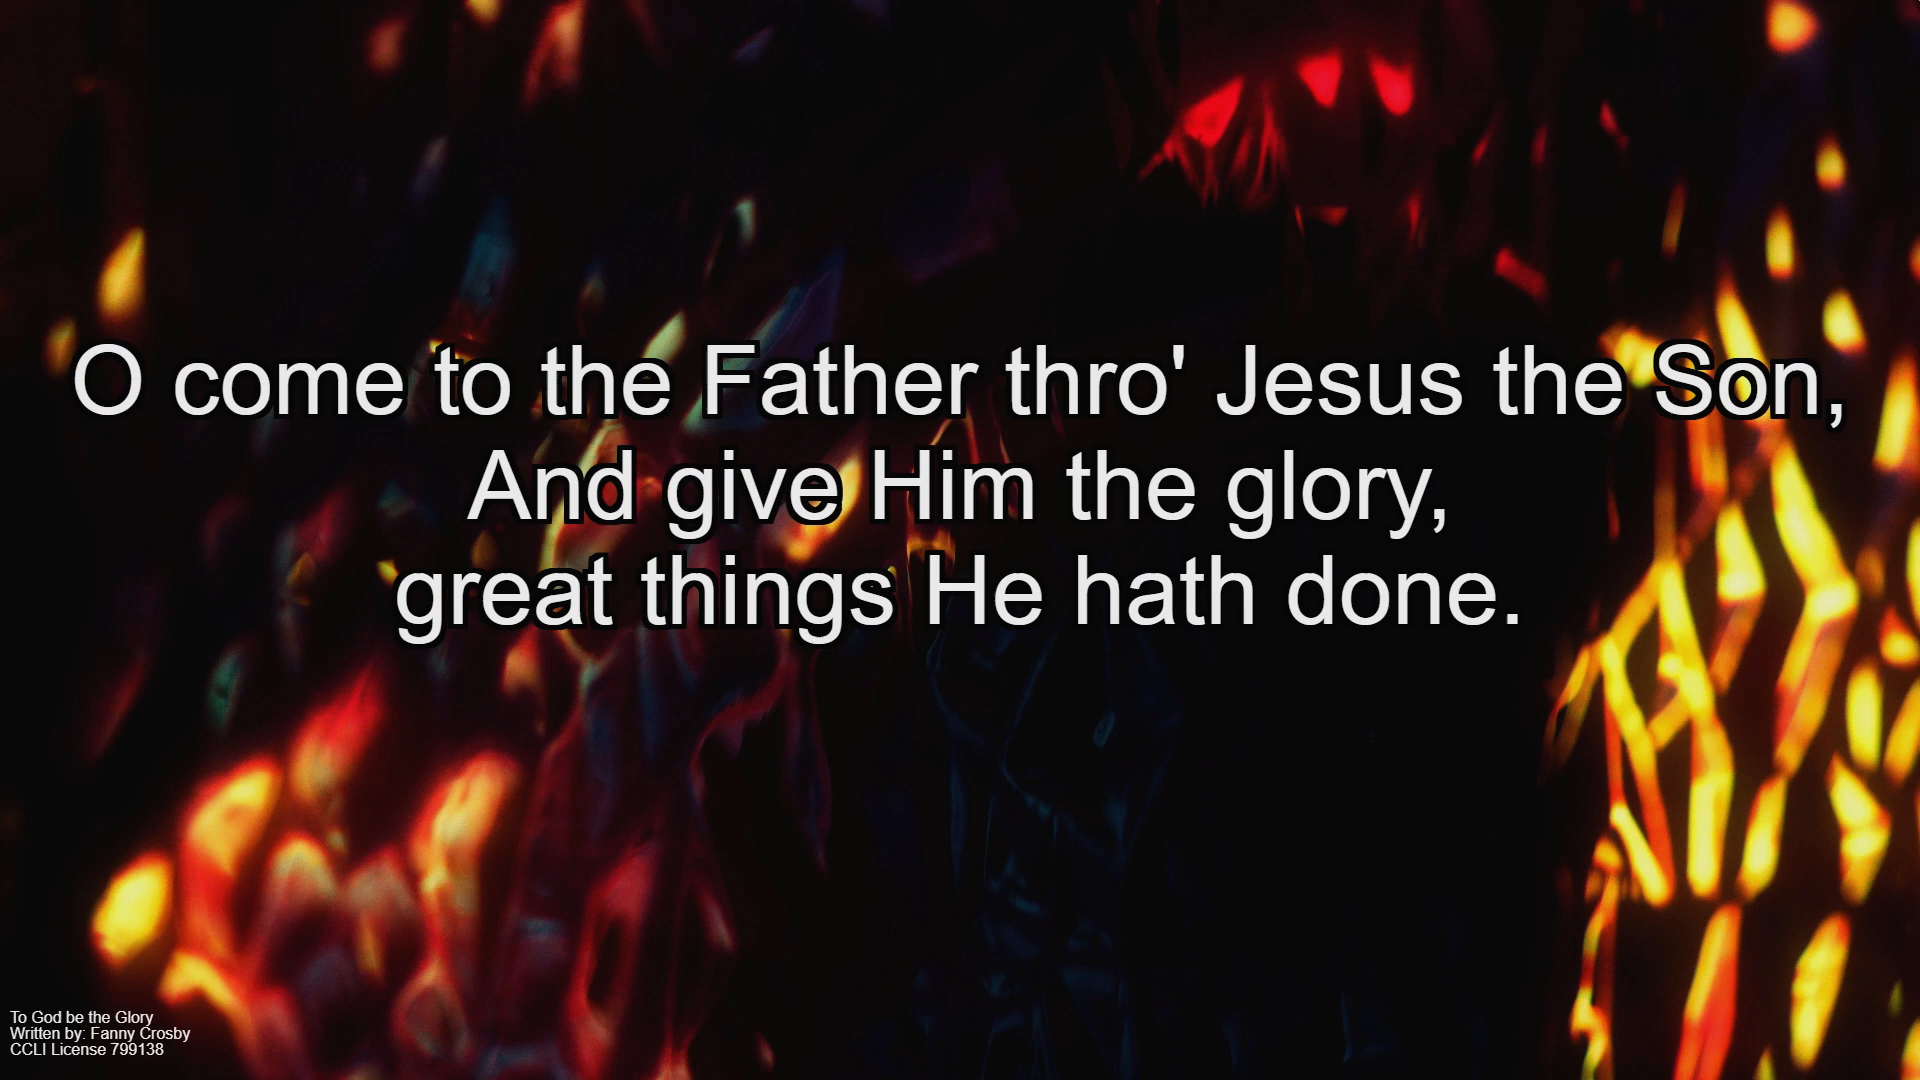 O come to the Father thro' Jesus the Son,
And give Him the glory,
great things He hath done.
To God be the Glory
Written by: Fanny Crosby
CCLI License 799138